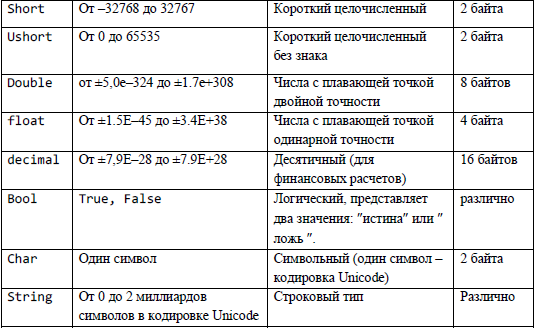 Short От –32768 до 32767 Короткий целочисленный 2 байта
Ushort От 0 до 65535 Короткий целочисленный 2 байта
без знака
Double от ±5,0e–324 до ±1.7e+308 Числа с плавающей точкой 8 байтов
двойной точности
float От ±1.5E–45 до ±3.4E+38 Числа с плавающей точкой 4 байта
одинарной точности
decimal От ±7,9E–28 до ±7.9E+28 Десятичный (для 16 байтов
финансовых расчетов)
Bool True, False Логический, представляет различно
два значения: "истина" или "
ложь ".
Char Один символ Символьный (один символ – 2 байта
кодировка Unicode)
String От 0 до 2 миллиардов Строковый тип Различно
символов в кодировке Unicode